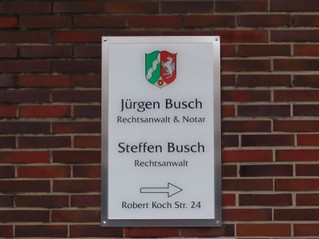 Jürgen Busch
Rechtsanwalt & Notar
Steffen Busch
Rechtsanwalt
Robert Koch Str. 24